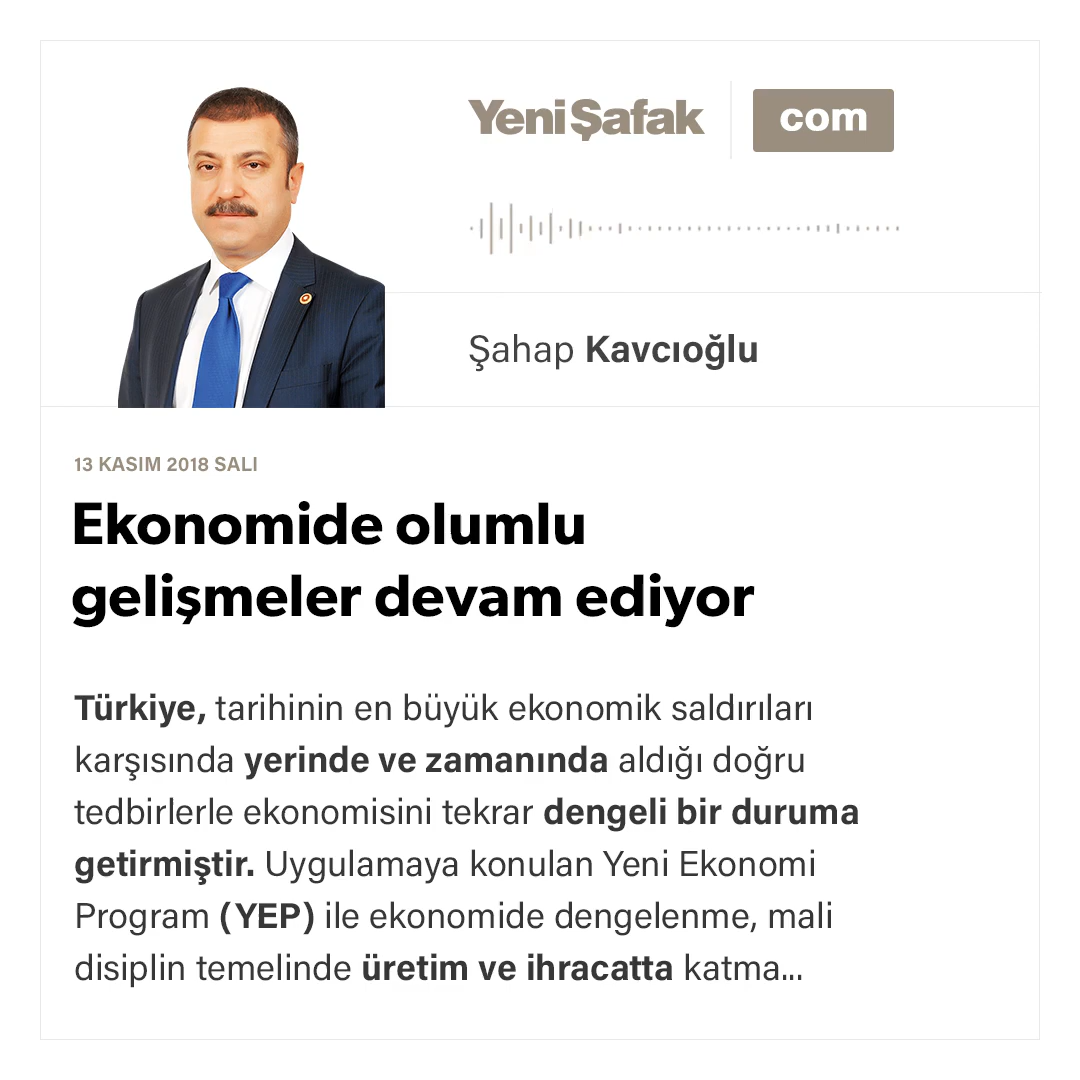 YeniŞafak com
Şahap Kavcıoğlu
13 KASIM 2018 SALI
Ekonomide olumlu
gelişmeler devam ediyor
Türkiye, tarihinin en büyük ekonomik saldırıları
karşısında yerinde ve zamanında aldığı doğru
tedbirlerle ekonomisini tekrar dengeli bir duruma
getirmiştir. Uygulamaya konulan Yeni Ekonomi
Program (YEP) ile ekonomide dengelenme, mali
disiplin temelinde üretim ve ihracatta katma...